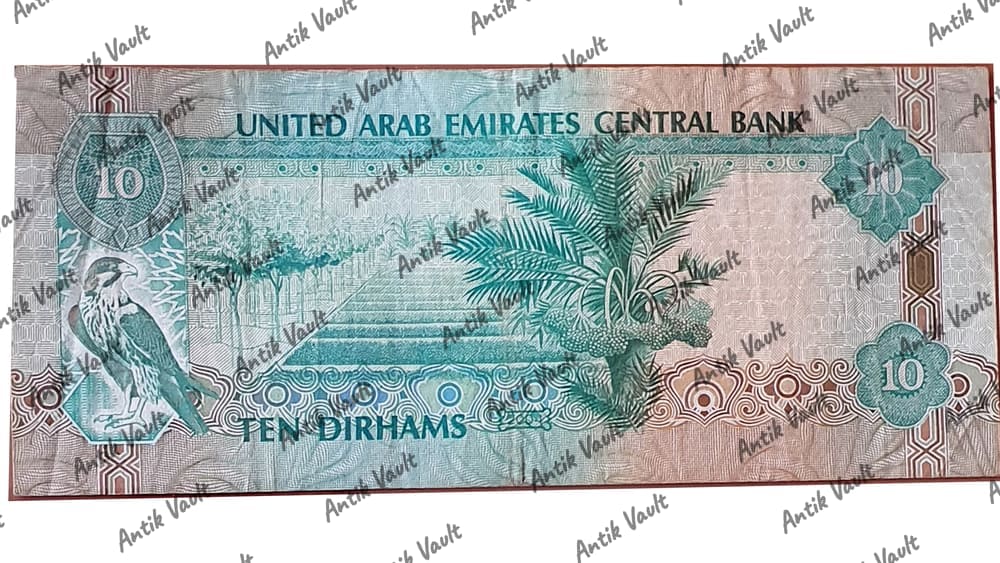 UNITED ARAB EMIRATES CENTRAL BANK
10
10
10
TEN DIRHAMS
Antik Vault